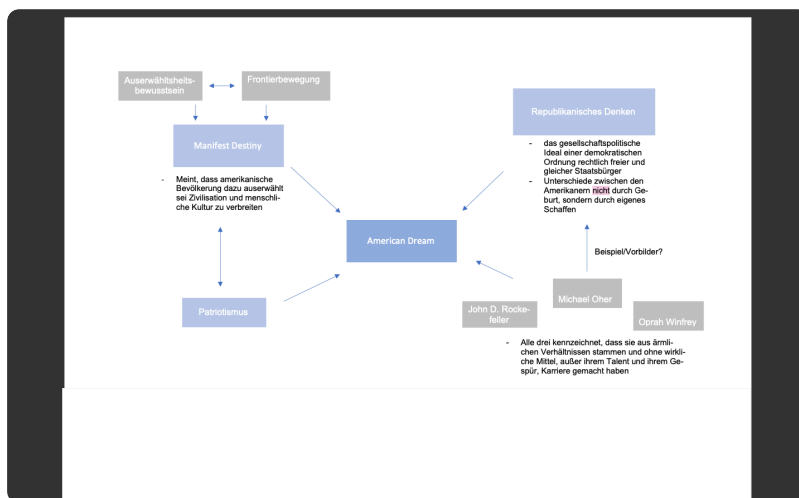 Auserwähltsheits-
bewusstsein
Frontierbewegung
Manifest Destiny
- Meint, dass amerikanische
Bevölkerung dazu auserwählt
sei Zivilisation und menschli-
che Kultur zu verbreiten
Patriotismus
American Dream
Republikanisches Denken
- das gesellschaftspolitische
Ideal einer demokratischen
Ordnung rechtlich freier und
gleicher Staatsbürger
- Unterschiede zwischen den
Amerikanern nicht durch Ge-
burt, sondern durch eigenes
Schaffen
Beispiel/Vorbilder?
John D. Rocke-
feller
Michael Oher
Oprah Winfrey
- Alle drei kennzeichnet, dass sie aus ärmli-
chen Verhältnissen stammen und ohne wirkli-
che Mittel, außer ihrem Talent und ihrem Ge-
spür, Karriere gemacht haben